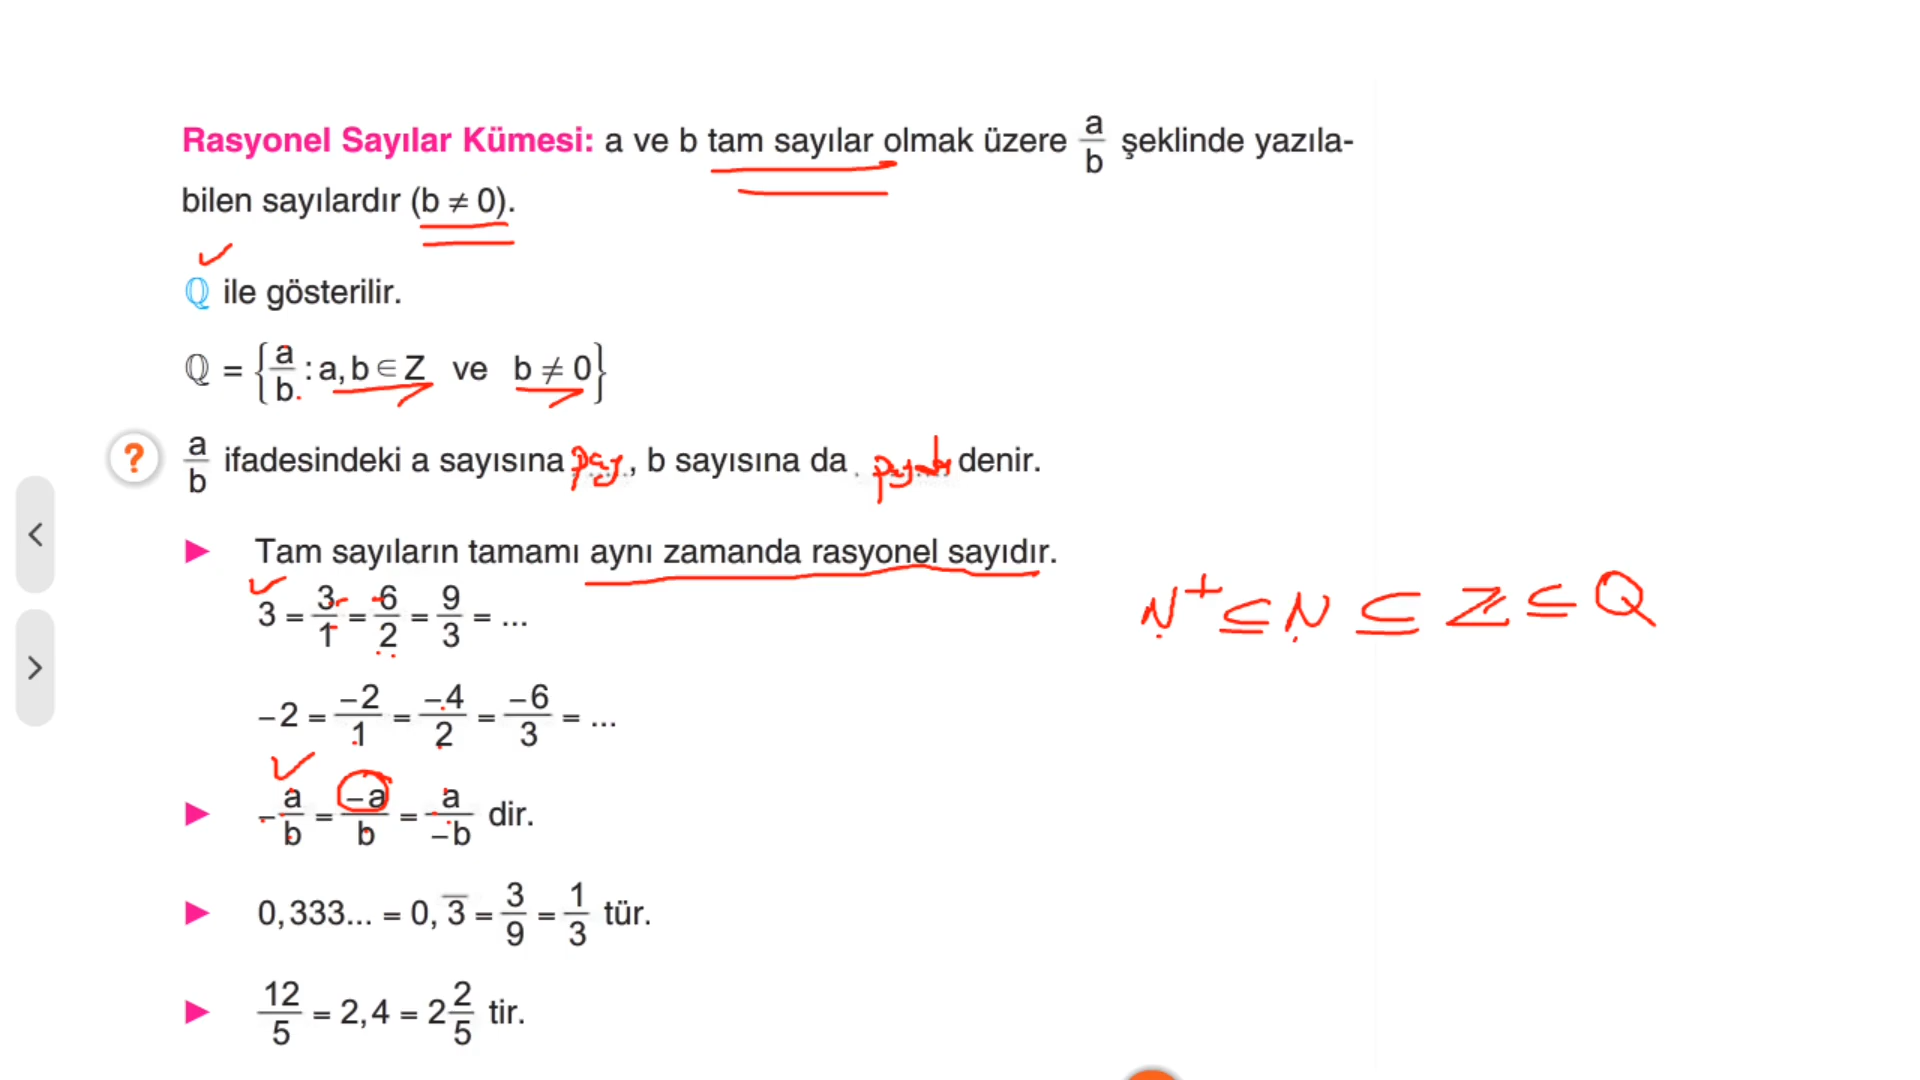 Rasyonel Sayılar Kümesi: a ve b tam sayılar olmak üzere a/b şeklinde yazıla-
bilen sayılardır (b ≠ 0).
ℚ ile gösterilir.
ℚ = {a/b : a, b ∈ Z ve b ≠ 0}
? a/b ifadesindeki a sayısına pay, b sayısına da payda denir.
Tam sayıların tamamı aynı zamanda rasyonel sayıdır.
3 = 3/1 = 6/2 = 9/3 = ...
N⁺ ⊆ N ⊆ Z ⊆ Q
−2 = −2/1 = −4/2 = −6/3 = ...
−a/b = −a/b = a/−b dir.
0,333... = 0,3̅ = 3/9 = 1/3 tür.
12/5 = 2,4 = 2 2/5 tir.